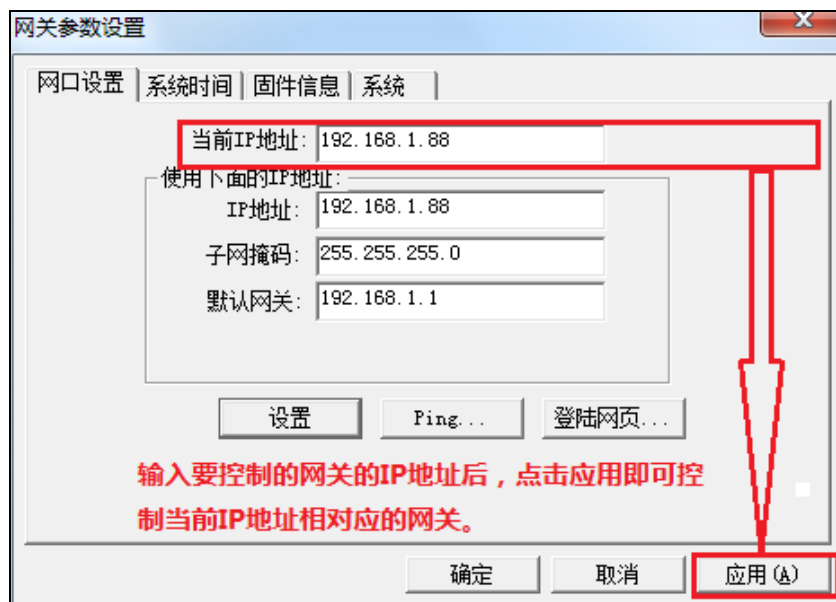 网关参数设置
网口设置 系统时间 固件信息 系统
当前IP地址: 192.168.1.88
使用下面的IP地址:
IP地址: 192.168.1.88
子网掩码: 255.255.255.0
默认网关: 192.168.1.1
设置 Ping... 登陆网页...
输入要控制的网关的IP地址后，点击应用即可控
制当前IP地址相对应的网关。
确定 取消 应用(A)